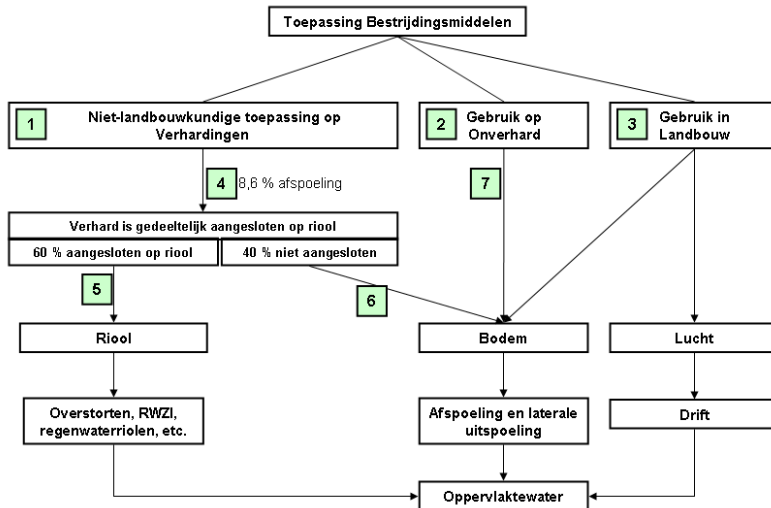 Toepassing Bestrijdingsmiddelen
1
Niet-landbouwkundige toepassing op
Verhardingen
2
Gebruik op
Onverhard
3
Gebruik in
Landbouw
4
8,6 % afspoeling
7
Verhard is gedeeltelijk aangesloten op riool
60 % aangesloten op riool
40 % niet aangesloten
5
6
Riool
Bodem
Lucht
Overstorten, RWZI,
regenwaterriolen, etc.
Afspoeling en laterale
uitspoeling
Drift
Oppervlaktewater